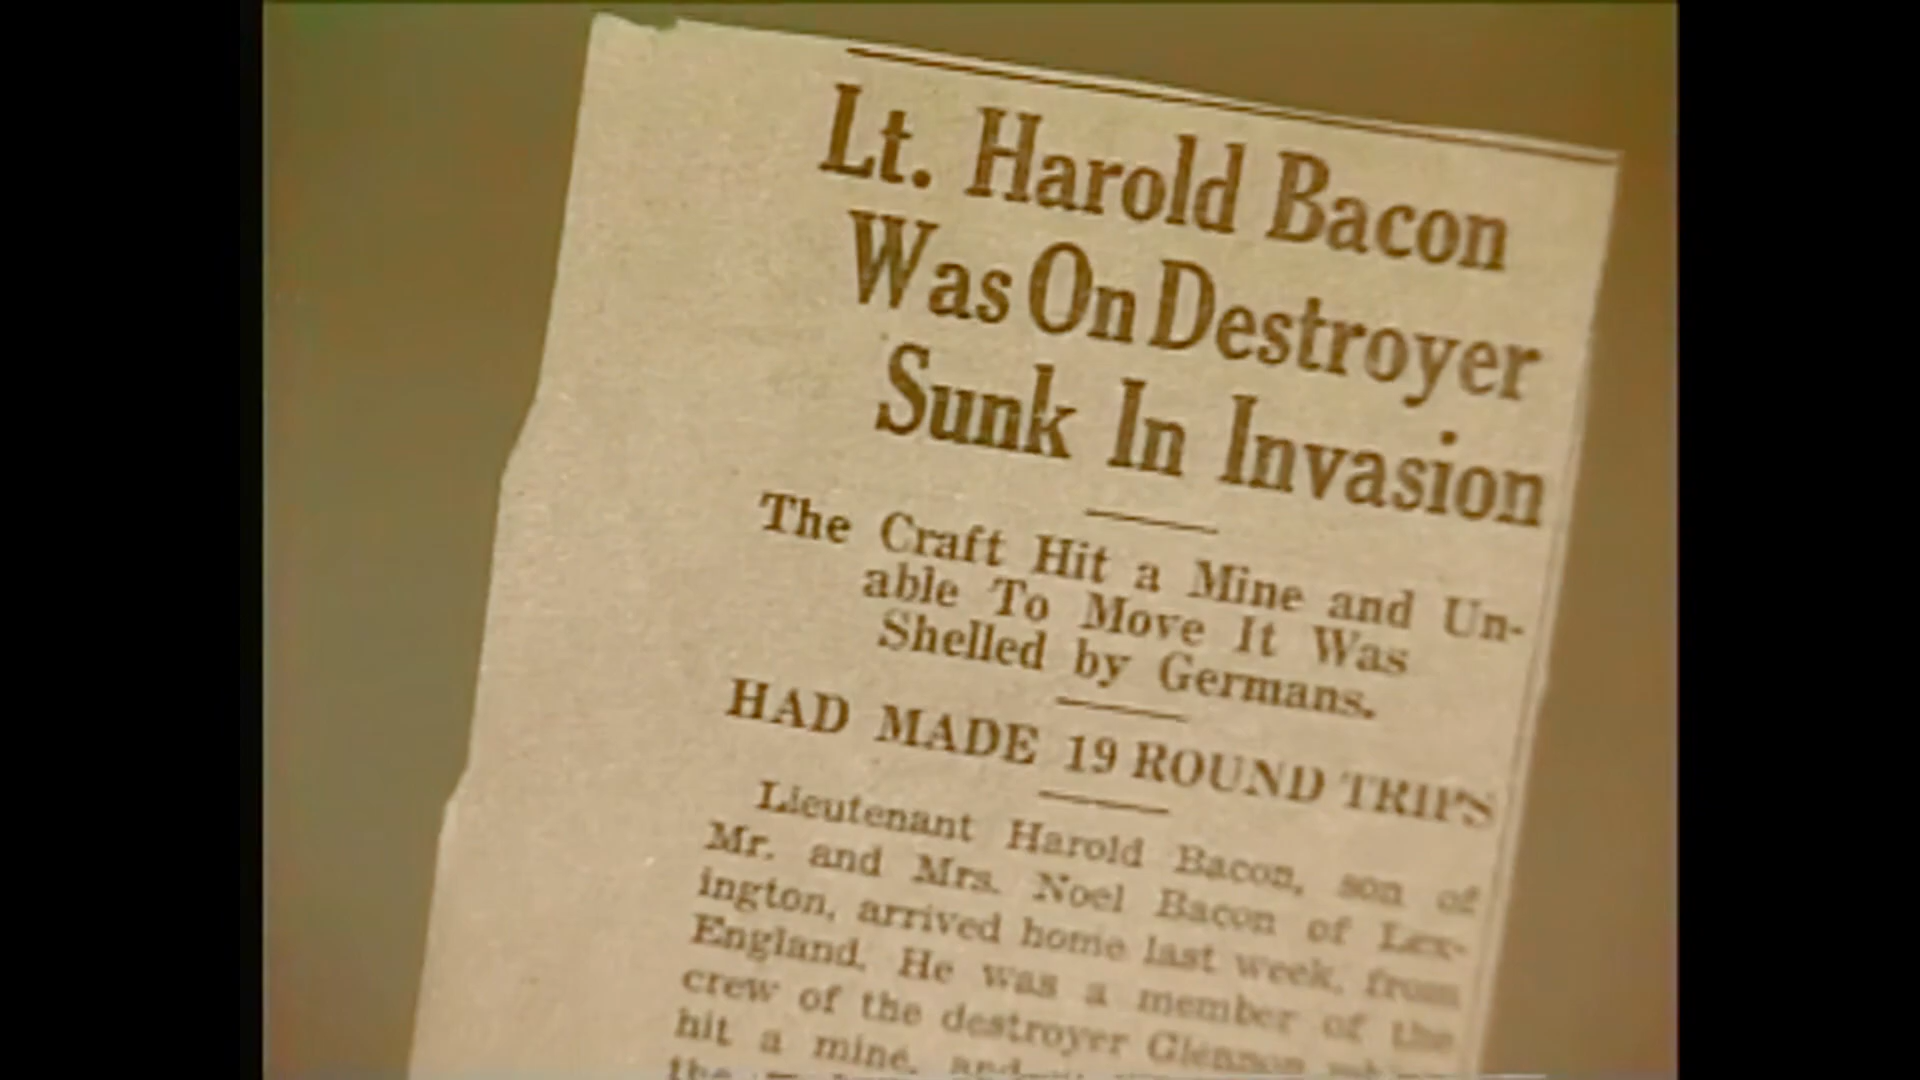 Lt. Harold Bacon
Was On Destroyer
Sunk In Invasion
The Craft Hit a Mine and Un-
able To Move It Was
Shelled by Germans.
HAD MADE 19 ROUND TRIPS
Lieutenant Harold Bacon, son of
Mr. and Mrs. Noel Bacon of Lex-
ington, arrived home last week, from
England. He was a member of the
crew of the destroyer Glennon
hit a mine, and
the